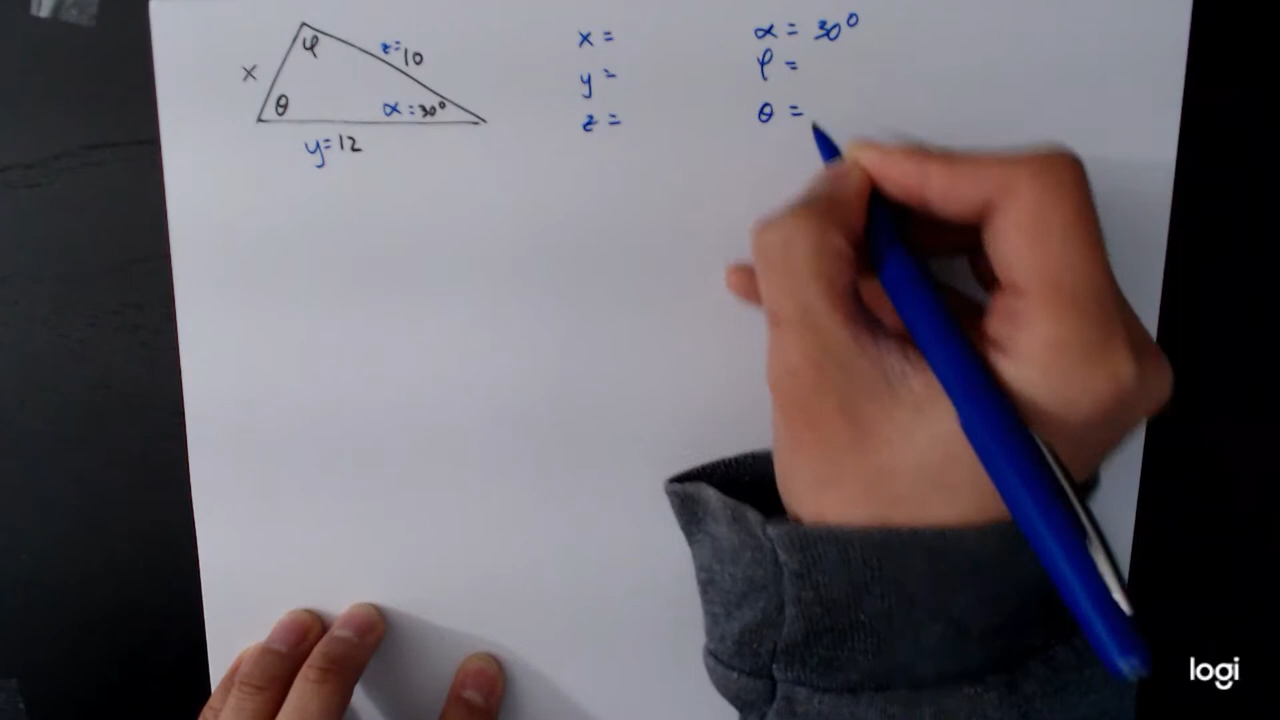 φ z=10 x = α = 30°
x y = φ =
θ α=30° z = θ =
y=12
logi